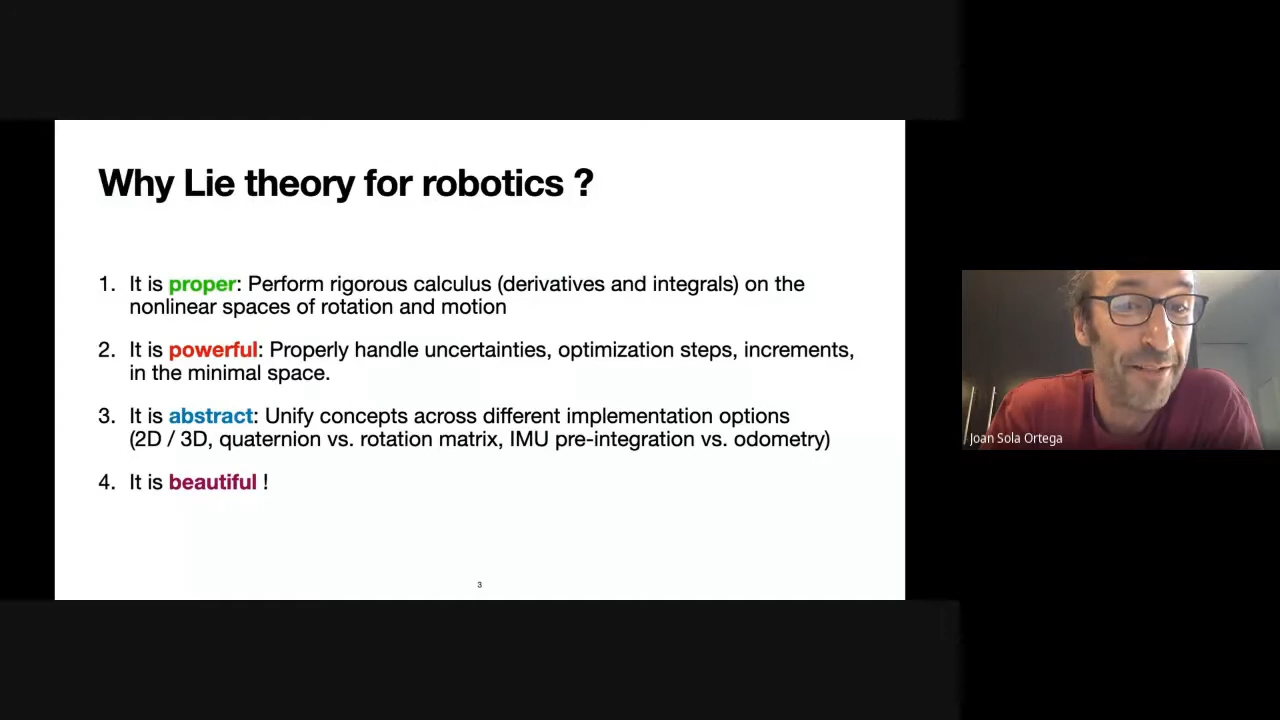 Why Lie theory for robotics ?
1. It is proper: Perform rigorous calculus (derivatives and integrals) on the
nonlinear spaces of rotation and motion
2. It is powerful: Properly handle uncertainties, optimization steps, increments,
in the minimal space.
3. It is abstract: Unify concepts across different implementation options
(2D / 3D, quaternion vs. rotation matrix, IMU pre-integration vs. odometry)
4. It is beautiful !
3
Joan Sola Ortega